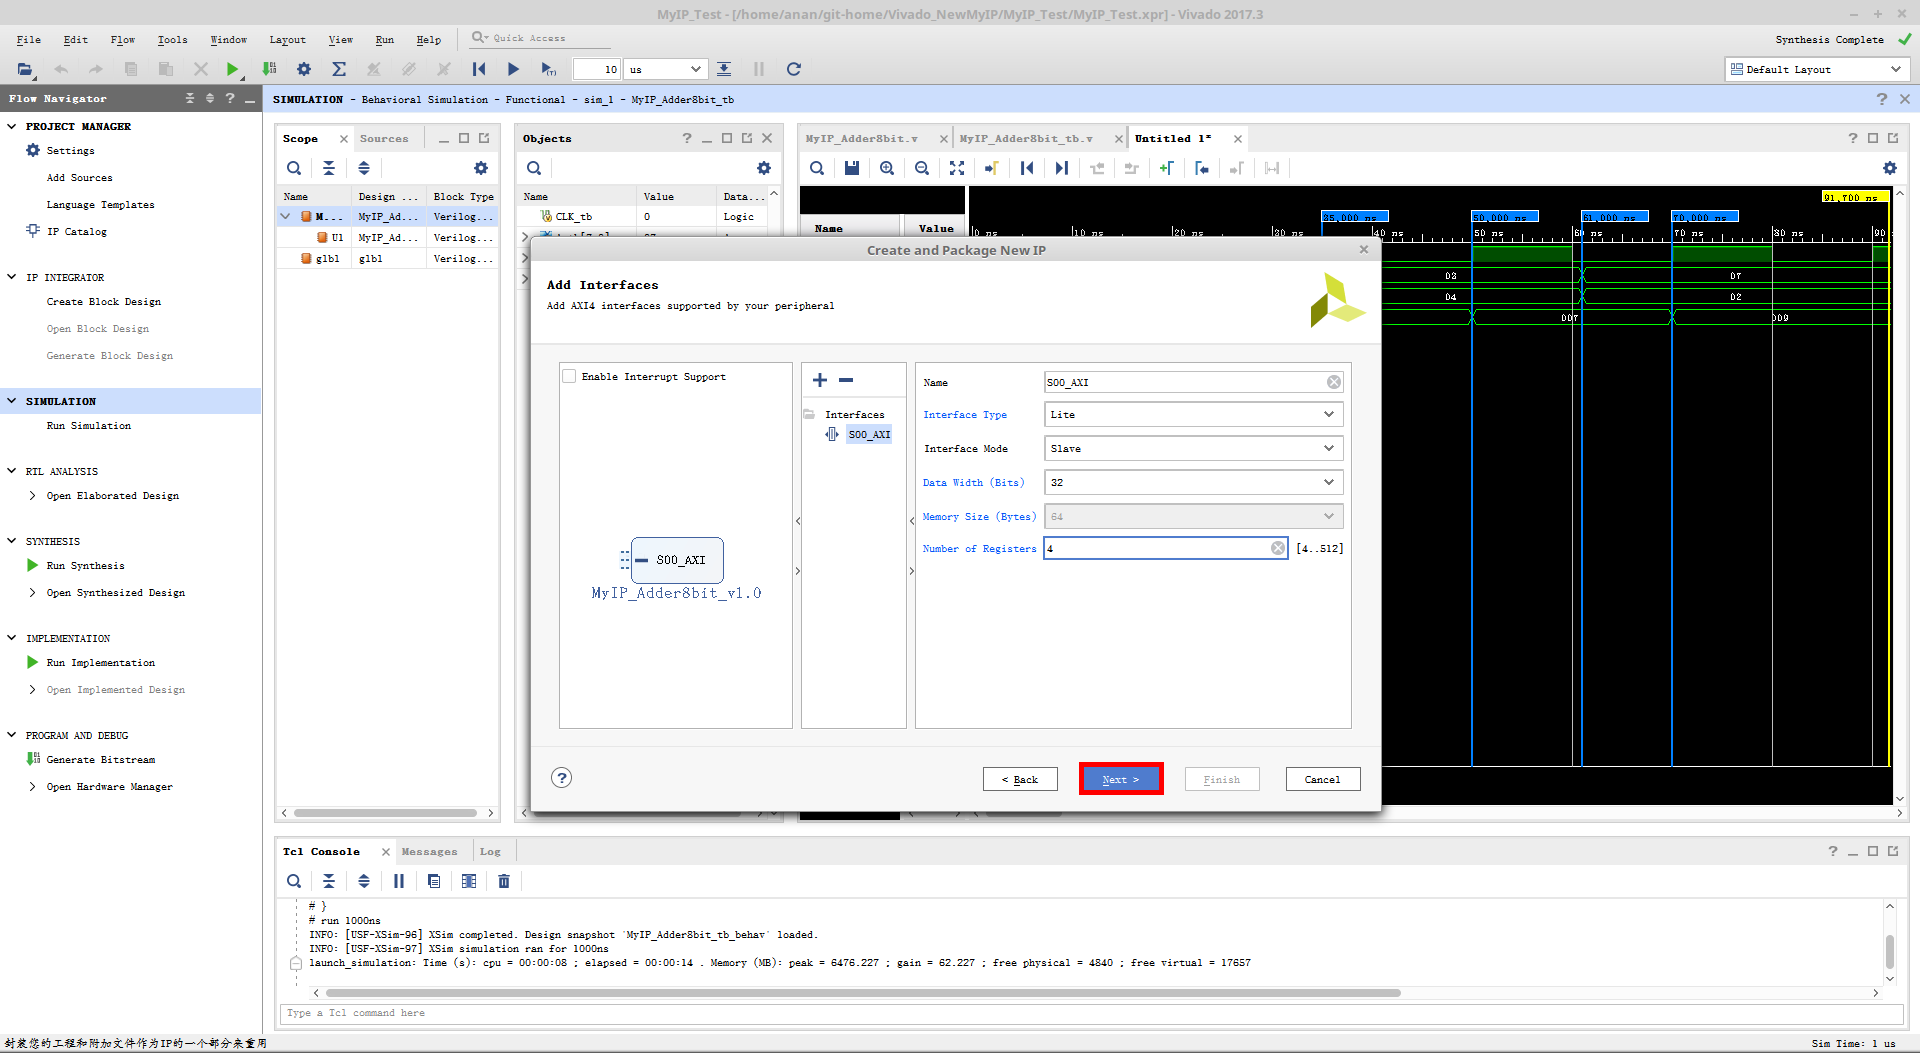 MyIP_Test - [/home/anan/git-home/Vivado_NewMyIP/MyIP_Test/MyIP_Test.xpr] - Vivado 2017.3
File Edit Flow Tools Window Layout View Run Help Quick Access
Synthesis Complete
10 us
Default Layout
Flow Navigator
SIMULATION - Behavioral Simulation - Functional - sim_1 - MyIP_Adder8bit_tb
PROJECT MANAGER
Settings
Add Sources
Language Templates
IP Catalog
IP INTEGRATOR
Create Block Design
Open Block Design
Generate Block Design
SIMULATION
Run Simulation
RTL ANALYSIS
Open Elaborated Design
SYNTHESIS
Run Synthesis
Open Synthesized Design
IMPLEMENTATION
Run Implementation
Open Implemented Design
PROGRAM AND DEBUG
Generate Bitstream
Open Hardware Manager
Scope Sources
Name Design ... Block Type
M... MyIP_Ad... Verilog...
U1 MyIP_Ad... Verilog...
glbl glbl Verilog...
Objects
Name Value Data...
CLK_tb 0 Logic
MyIP_Adder8bit.v MyIP_Adder8bit_tb.v Untitled 1*
91,700 ns
25,000 ns 50,000 ns 61,000 ns 70,000 ns
Name Value
0 ns 10 ns 20 ns 30 ns 40 ns 50 ns 60 ns 70 ns 80 ns 90
03 07
04 02
007 009
Create and Package New IP
Add Interfaces
Add AXI4 interfaces supported by your peripheral
Enable Interrupt Support
S00_AXI
MyIP_Adder8bit_v1.0
Interfaces
S00_AXI
Name S00_AXI
Interface Type Lite
Interface Mode Slave
Data Width (Bits) 32
Memory Size (Bytes) 64
Number of Registers 4 [4..512]
< Back Next > Finish Cancel
Tcl Console Messages Log
# }
# run 1000ns
INFO: [USF-XSim-96] XSim completed. Design snapshot 'MyIP_Adder8bit_tb_behav' loaded.
INFO: [USF-XSim-97] XSim simulation ran for 1000ns
launch_simulation: Time (s): cpu = 00:00:08 ; elapsed = 00:00:14 . Memory (MB): peak = 6476.227 ; gain = 62.227 ; free physical = 4840 ; free virtual = 17657
Type a Tcl command here
封装您的工程和附加文件作为IP的一个部分来重用
Sim Time: 1 us